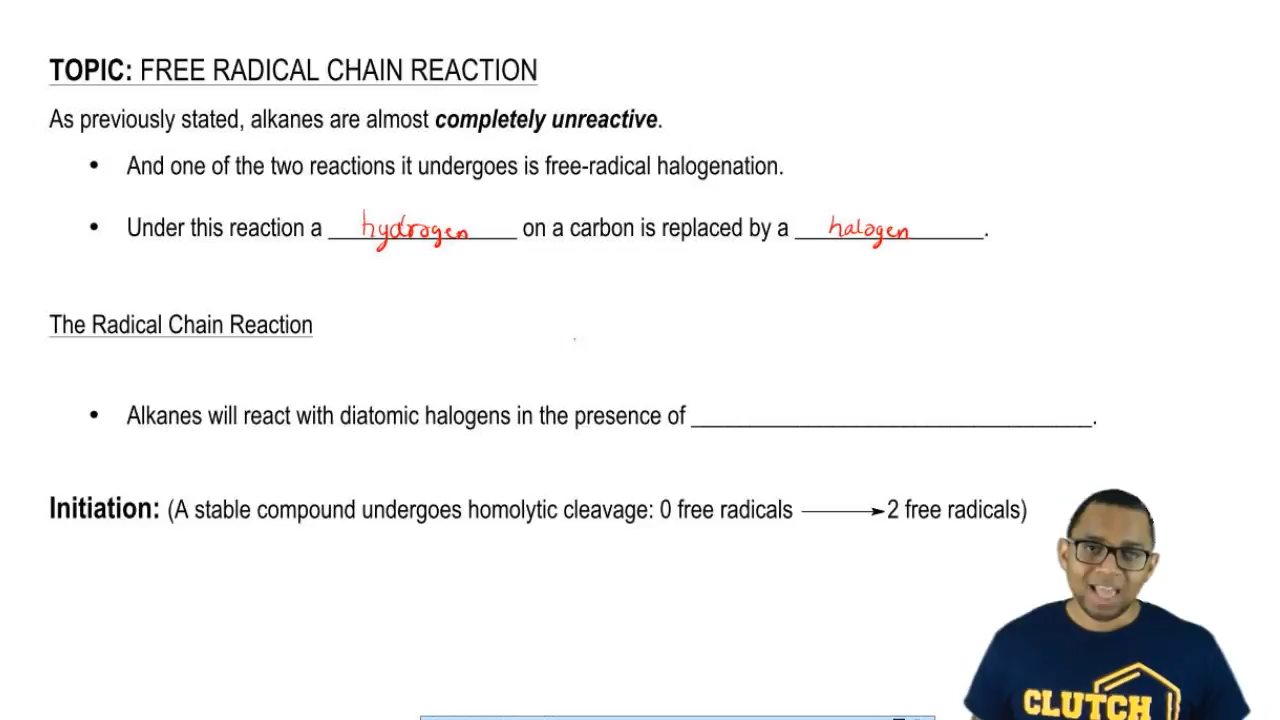 TOPIC: FREE RADICAL CHAIN REACTION
As previously stated, alkanes are almost completely unreactive.
• And one of the two reactions it undergoes is free-radical halogenation.
• Under this reaction a hydrogen on a carbon is replaced by a halogen.
The Radical Chain Reaction
• Alkanes will react with diatomic halogens in the presence of ______________________________.
Initiation: (A stable compound undergoes homolytic cleavage: 0 free radicals → 2 free radicals)
CLUTCH